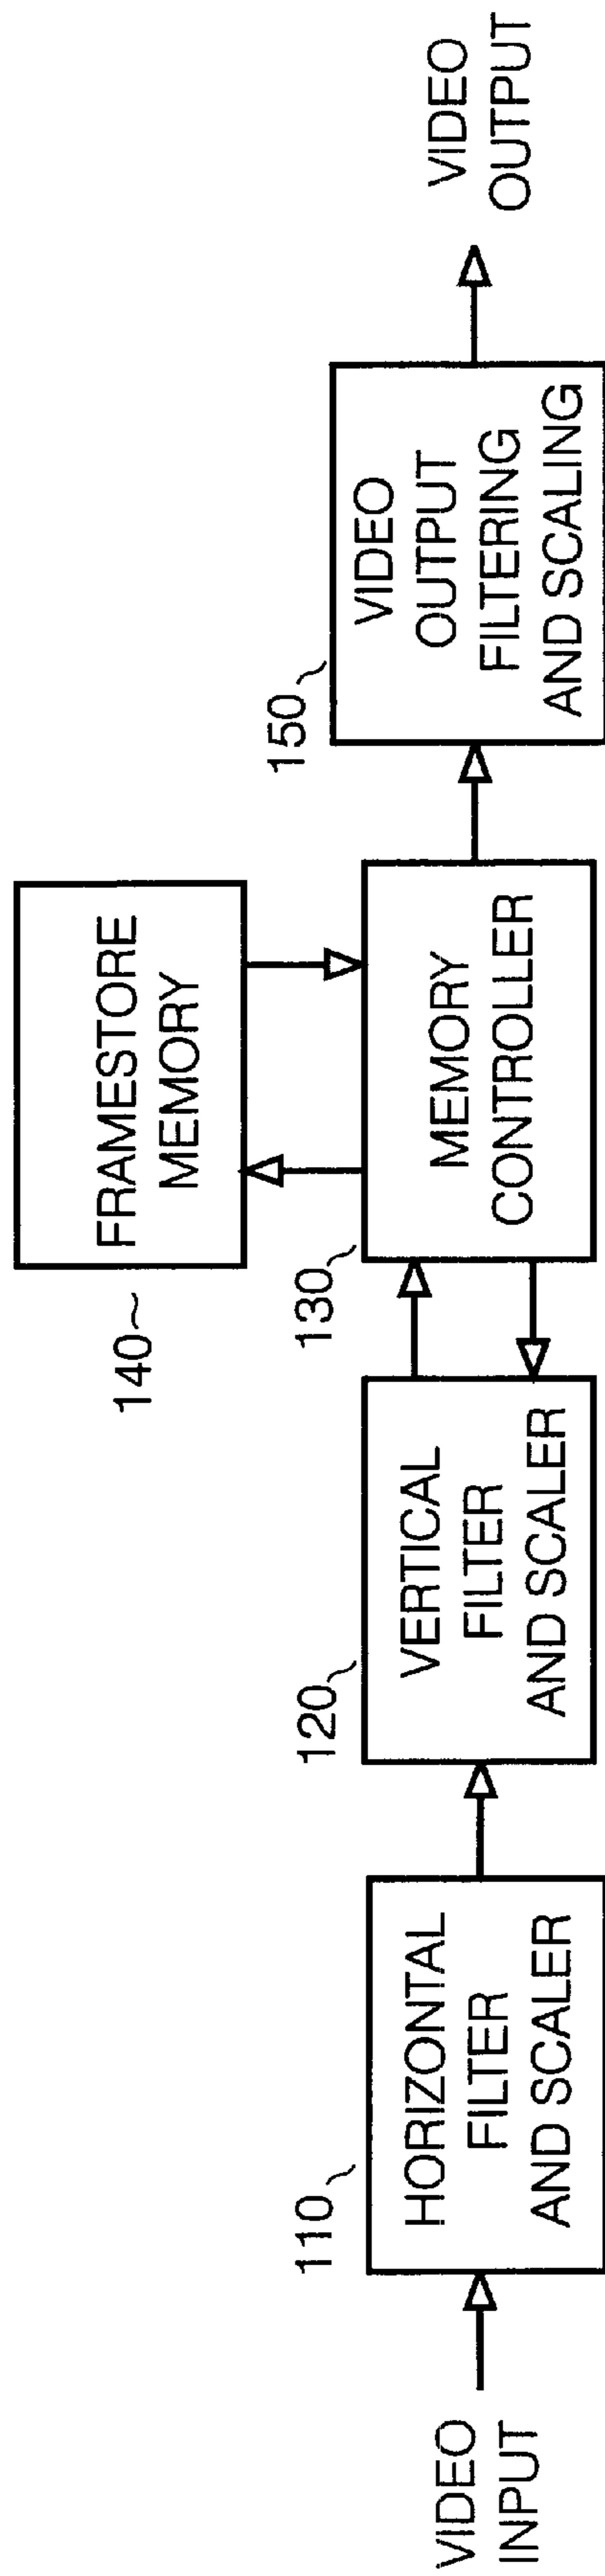 VIDEO
INPUT
110
HORIZONTAL
FILTER
AND SCALER
120
VERTICAL
FILTER
AND SCALER
130
MEMORY
CONTROLLER
140
FRAMESTORE
MEMORY
150
VIDEO
OUTPUT
FILTERING
AND SCALING
VIDEO
OUTPUT